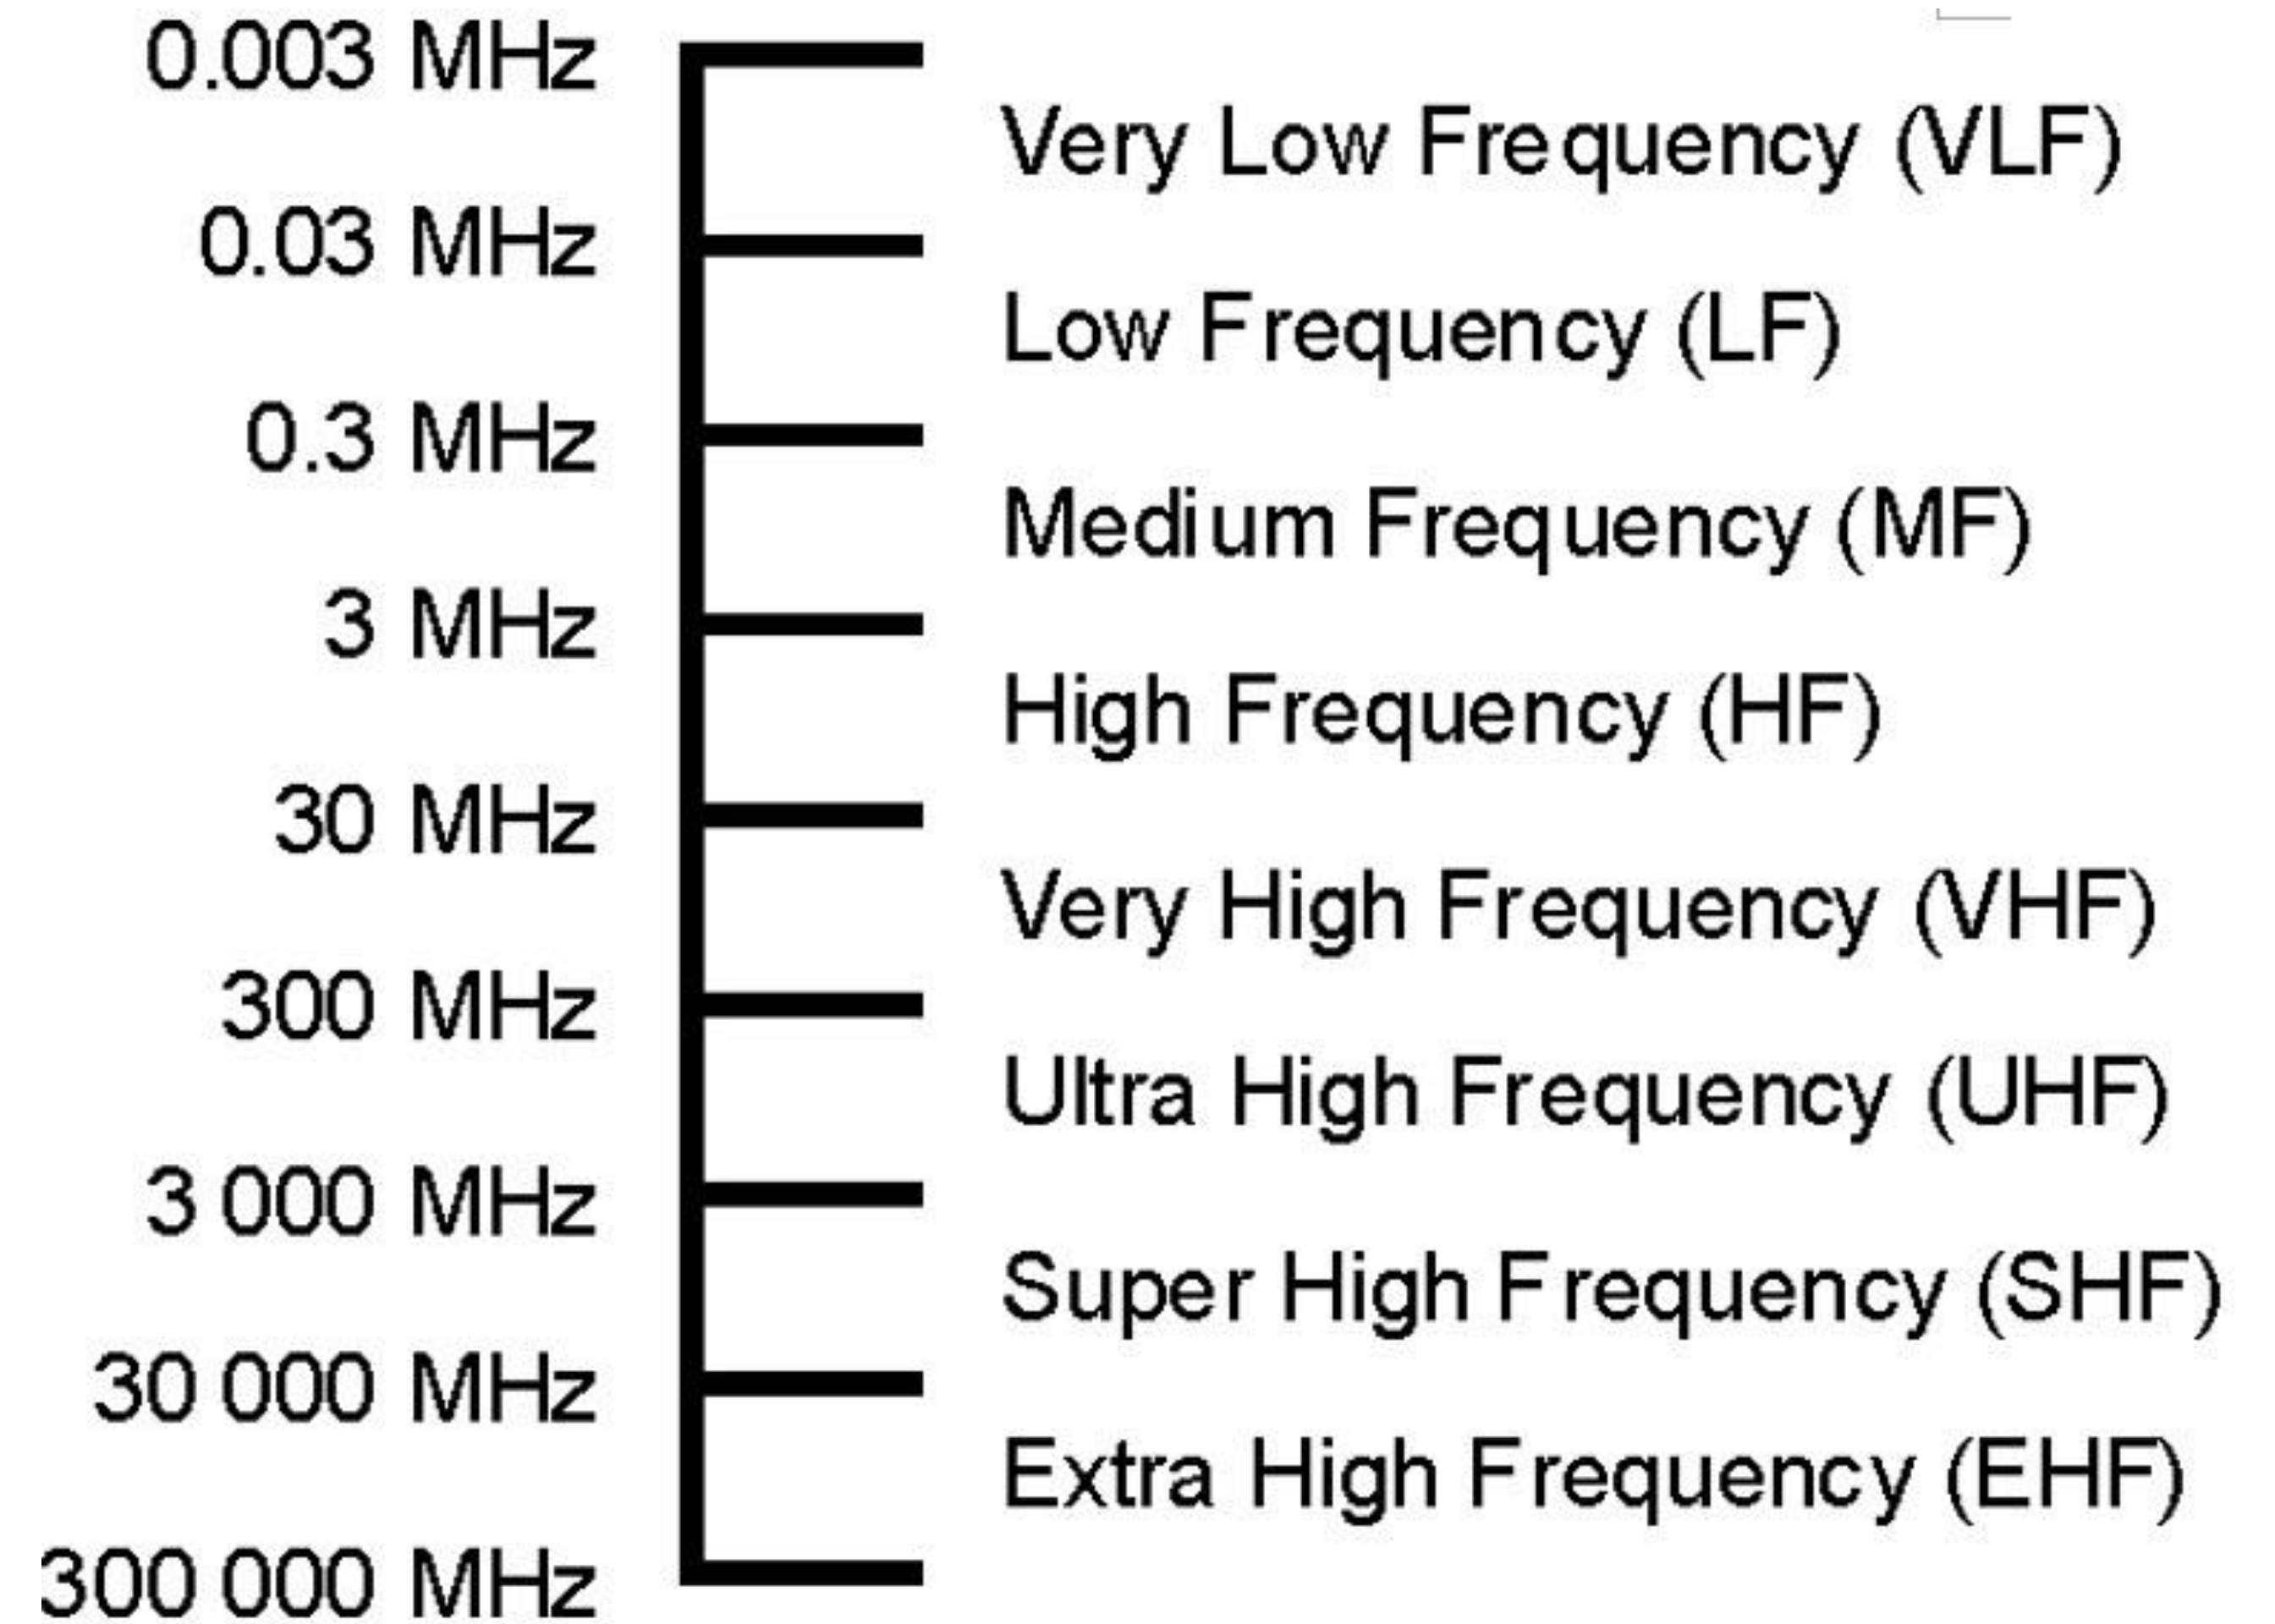 0.003 MHz
Very Low Frequency (VLF)
0.03 MHz
Low Frequency (LF)
0.3 MHz
Medium Frequency (MF)
3 MHz
High Frequency (HF)
30 MHz
Very High Frequency (VHF)
300 MHz
Ultra High Frequency (UHF)
3 000 MHz
Super High Frequency (SHF)
30 000 MHz
Extra High Frequency (EHF)
300 000 MHz